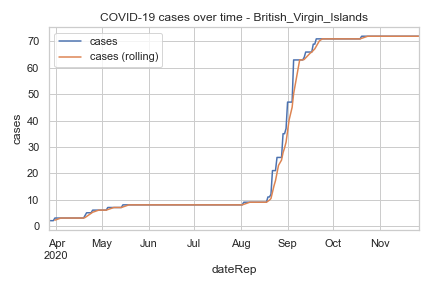 COVID-19 cases over time - British_Virgin_Islands
cases
cases (rolling)
70
60
50
40
30
20
10
0
cases
Apr May Jun Jul Aug Sep Oct Nov
2020
dateRep